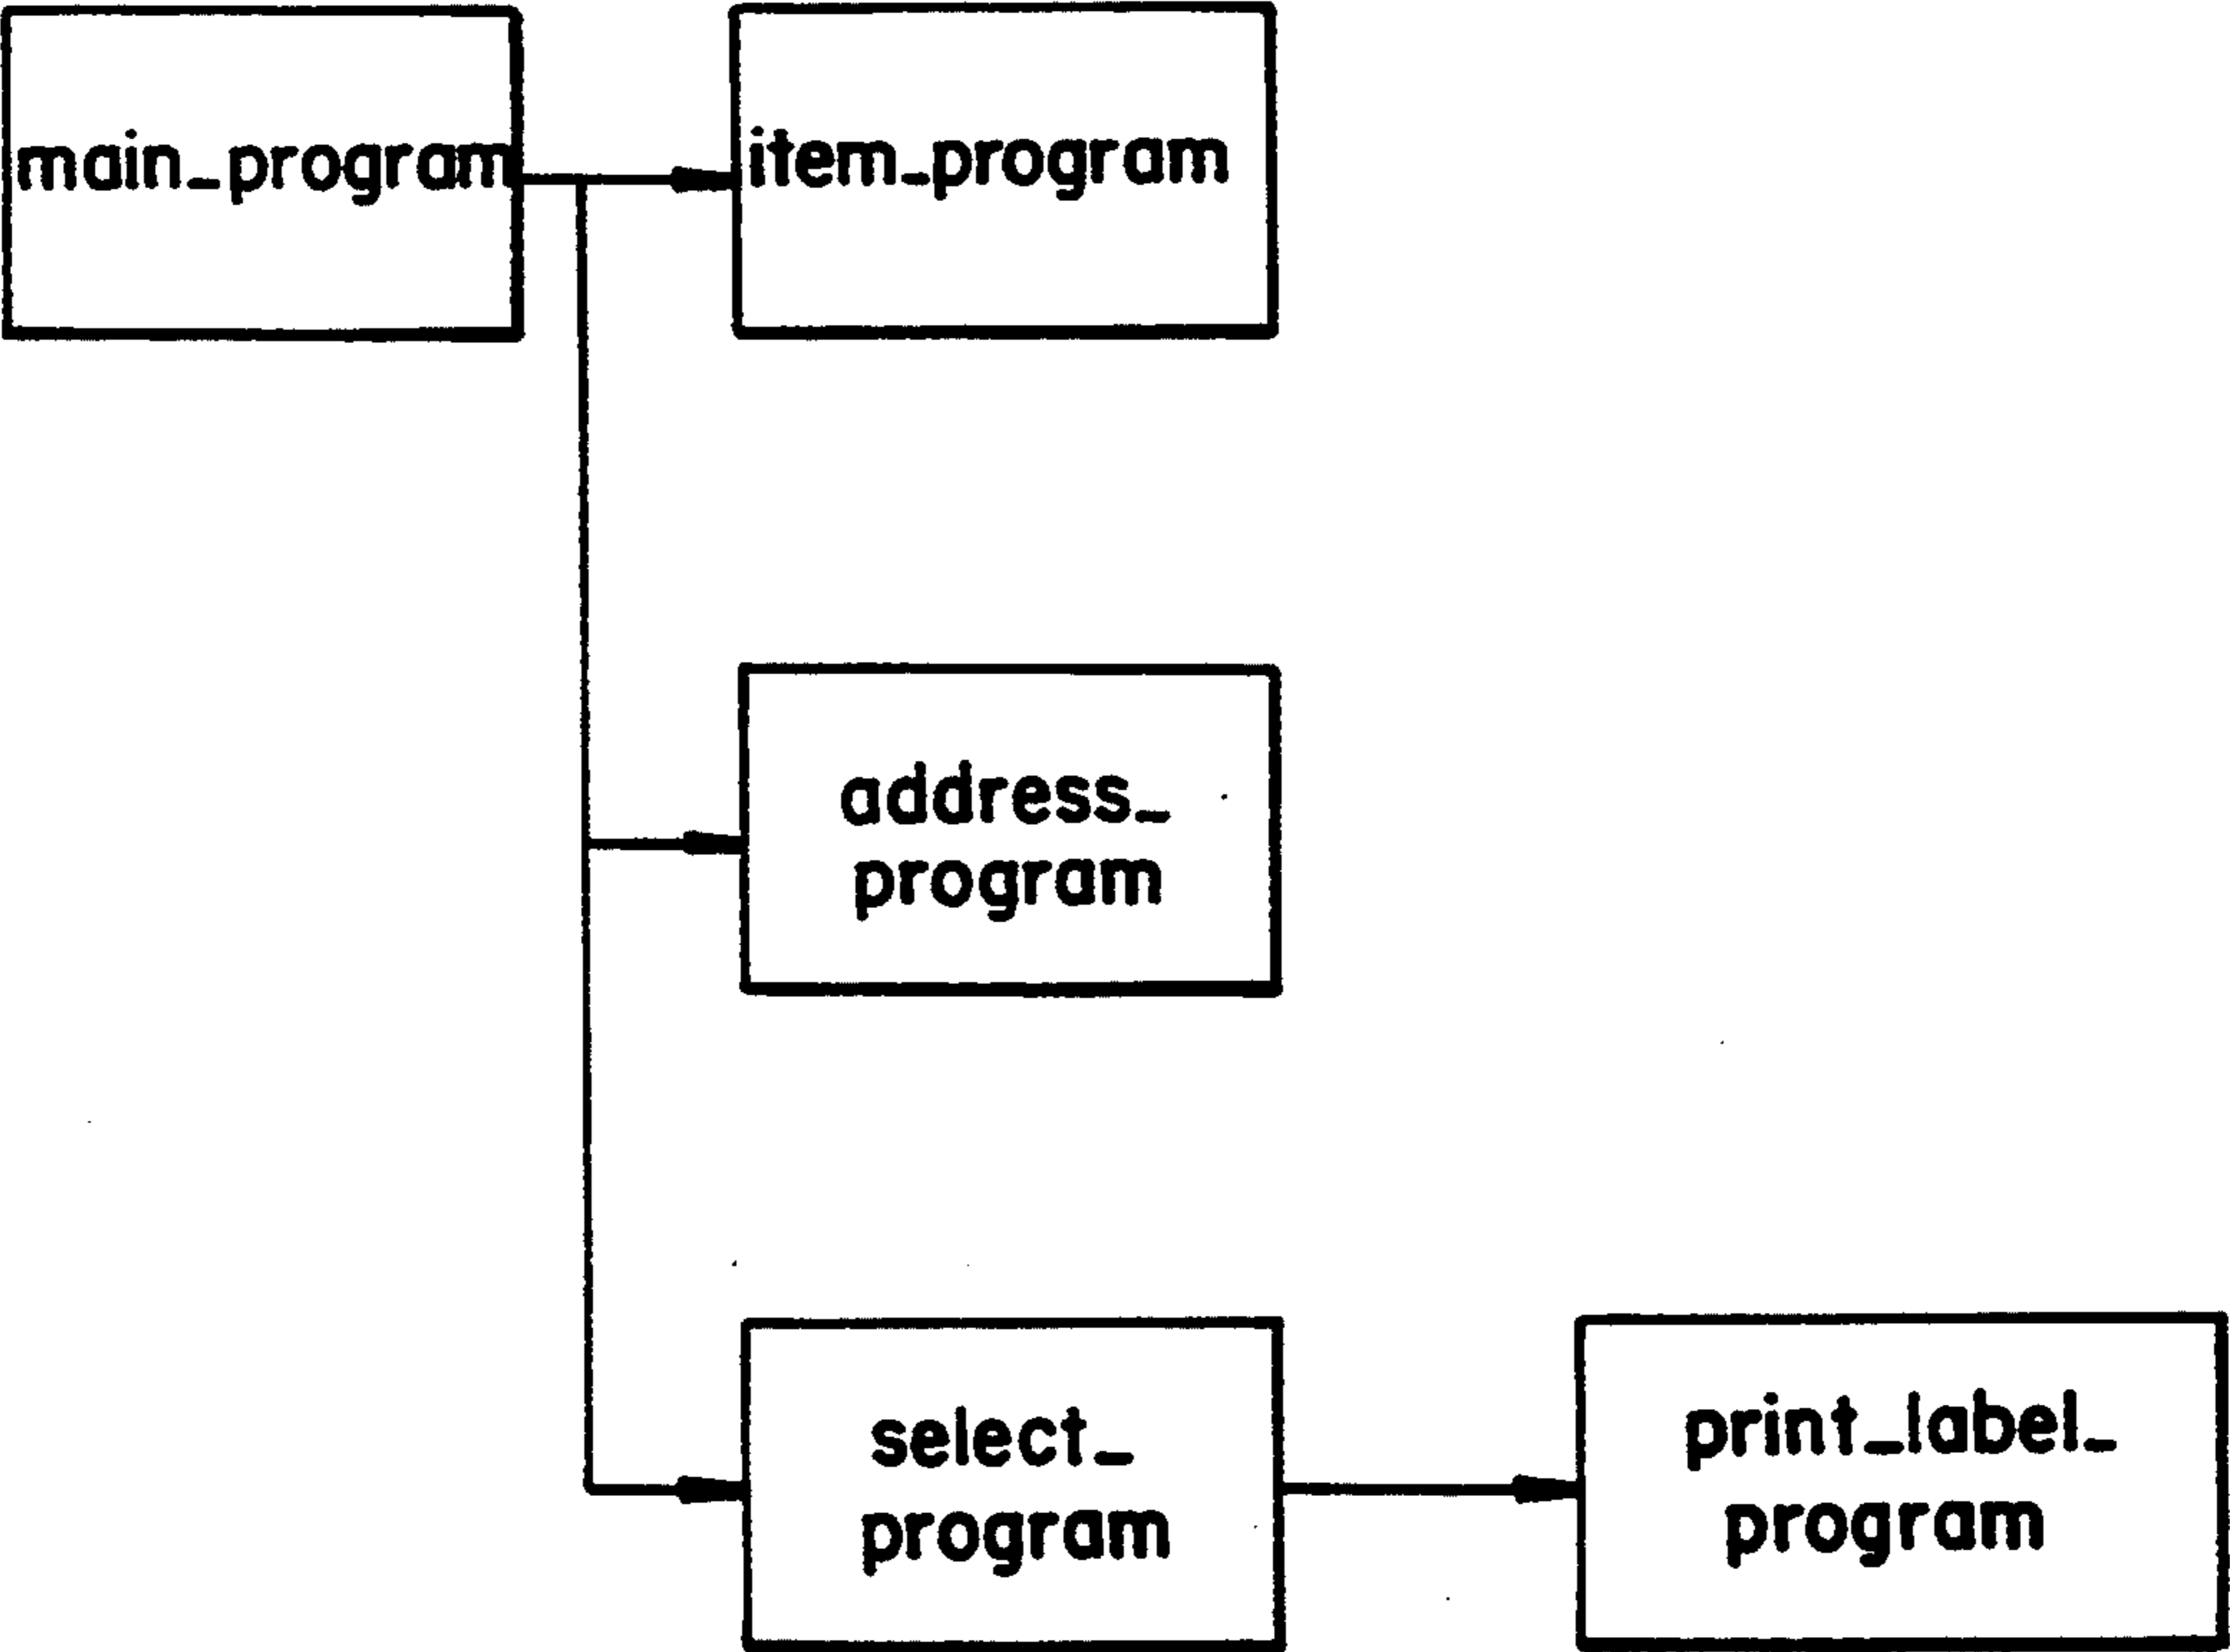 main_program
item_program
address_
program
select_
program
print_label_
program